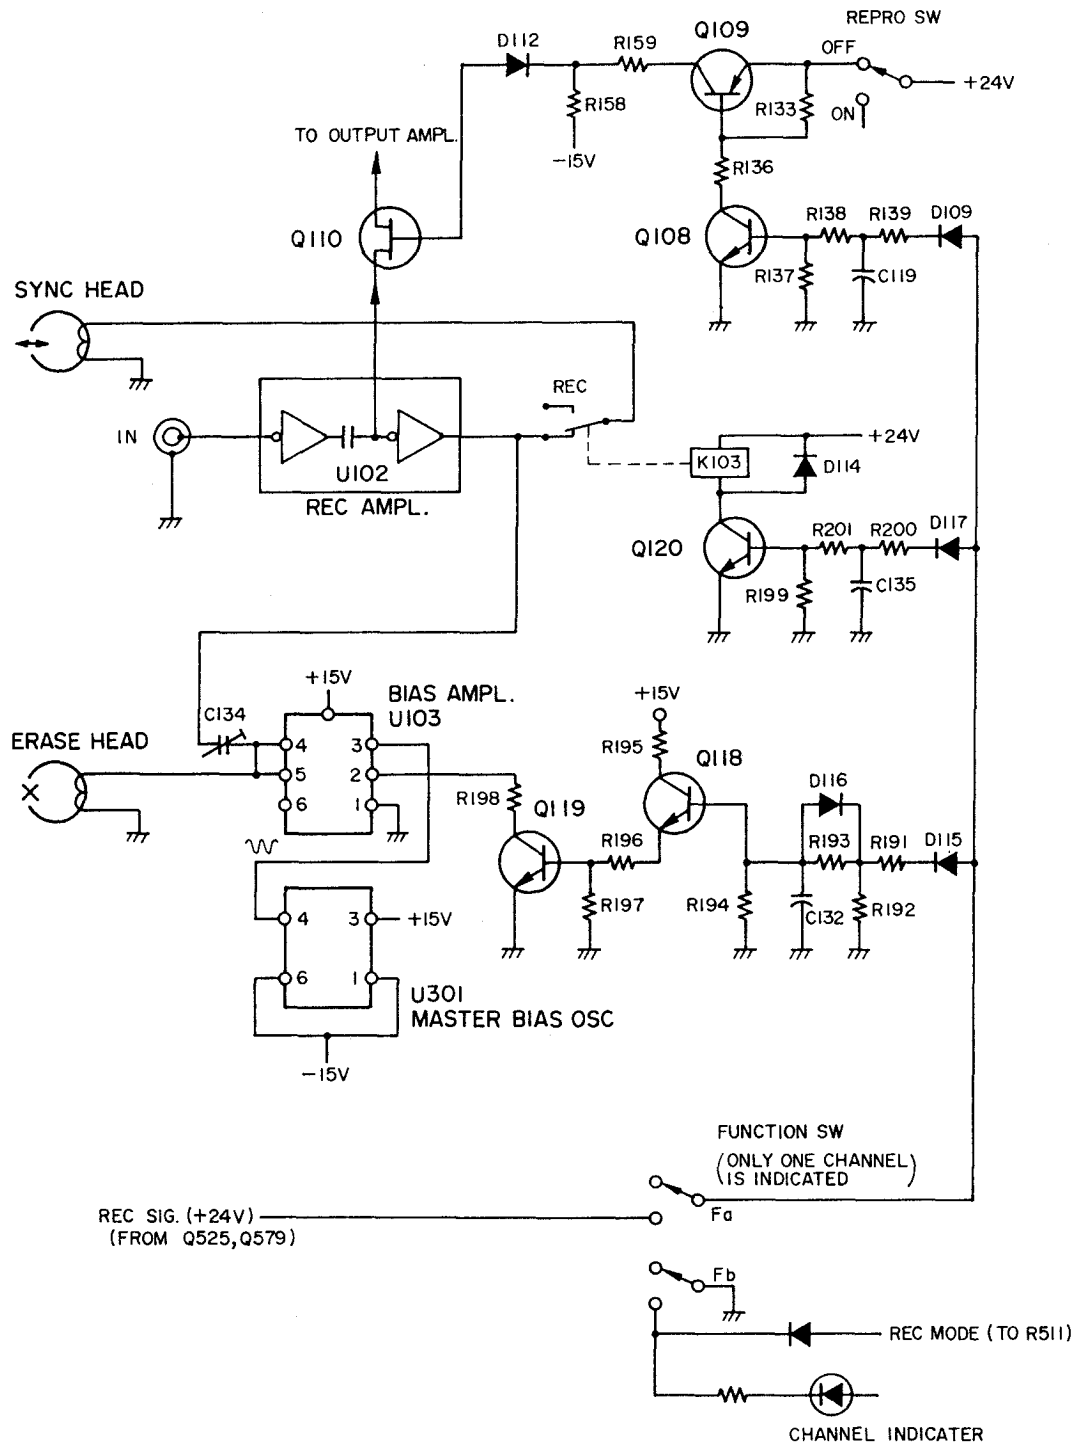 REPRO SW
Q109
D112
R159
OFF
+24V
R158
R133
ON
TO OUTPUT AMPL.
-15V
R136
Q110
Q108
R138
R139
D109
R137
C119
SYNC HEAD
REC
IN
+24V
K103
D114
U102
REC AMPL.
Q120
R201
R200
D117
R199
C135
+15V
BIAS AMPL.
U103
+15V
C134
ERASE HEAD
4
3
5
2
6
1
R195
Q118
R198
Q119
D116
R196
R193
R191
D115
R197
R194
C132
R192
4
3
+15V
6
1
U301
MASTER BIAS OSC
-15V
FUNCTION SW
(ONLY ONE CHANNEL
IS INDICATED)
REC SIG. (+24V)
(FROM Q525,Q579)
Fa
Fb
REC MODE (TO R511)
CHANNEL INDICATER